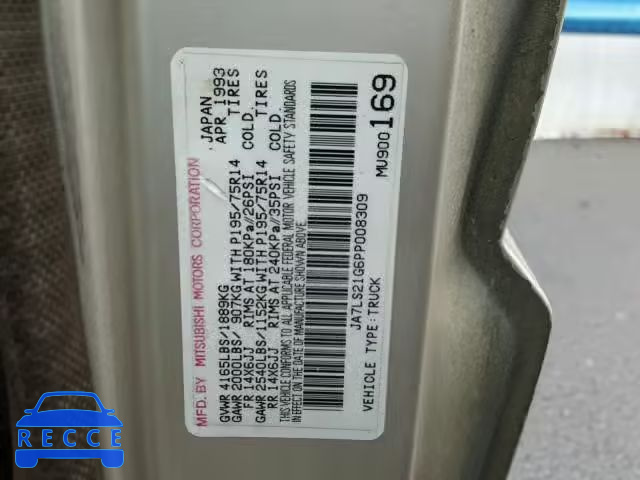 MFD. BY MITSUBISHI MOTORS CORPORATION JAPAN
GVWR 4165LBS/1889KG APR 1993
GAWR 2000LBS/ 907KG WITH P195/75R14 TIRES
FR 14X6JJ RIMS AT 180KPA/26PSI COLD.
GAWR 2540LBS/1152KG WITH P195/75R14 TIRES
RR 14X6JJ RIMS AT 240KPA/35PSI COLD.
THIS VEHICLE CONFORMS TO ALL APPLICABLE FEDERAL MOTOR VEHICLE SAFETY STANDARDS
IN EFFECT ON THE DATE OF MANUFACTURE SHOWN ABOVE.
JA7LS21G6PP008309
VEHICLE TYPE: TRUCK MU900169
RECCE